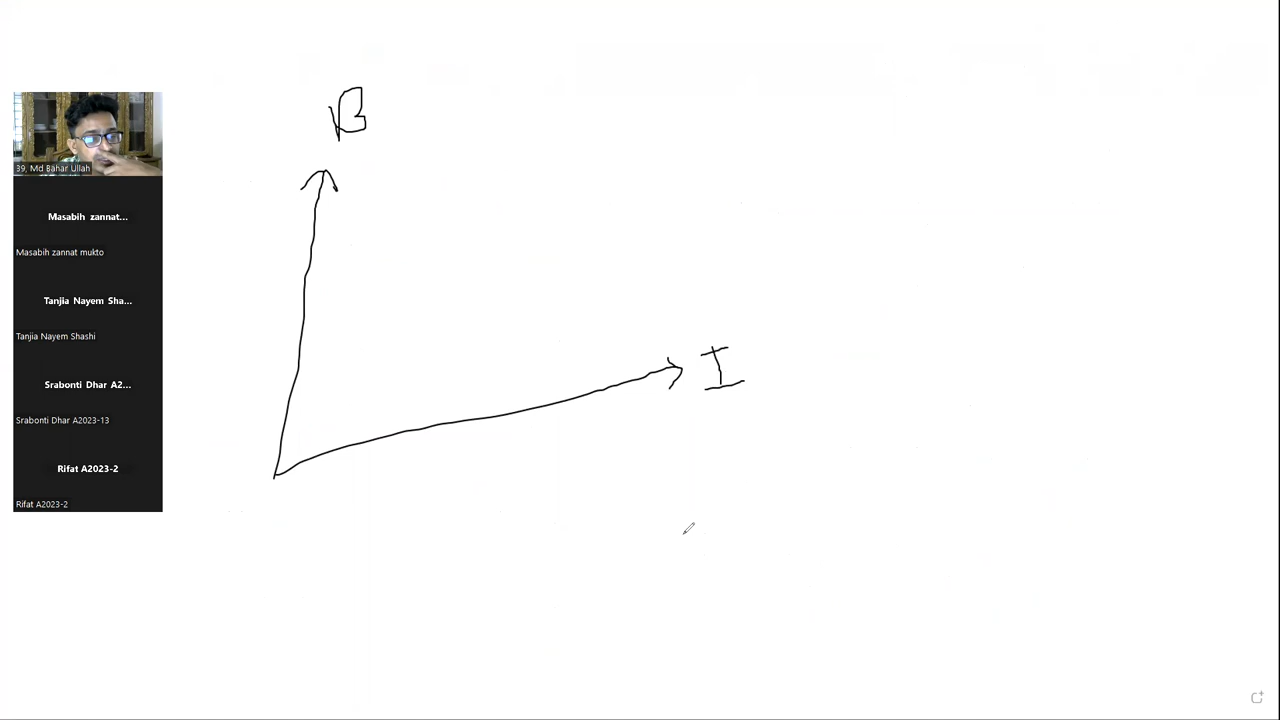 B
39, Md Bahar Ullah
Masabih zannat...
Masabih zannat mukto
Tanjia Nayem Sha...
Tanjia Nayem Shashi
I
Srabonti Dhar A2...
Srabonti Dhar A2023-13
Rifat A2023-2
Rifat A2023-2